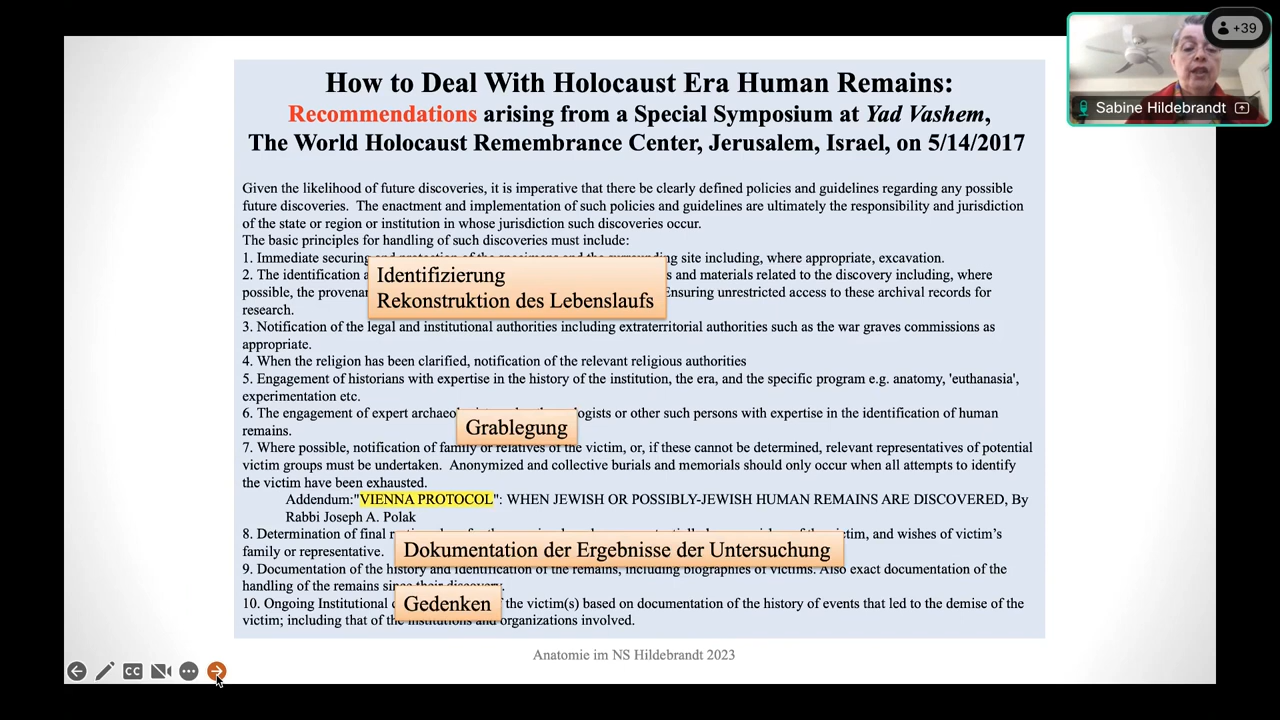 +39
Sabine Hildebrandt
How to Deal With Holocaust Era Human Remains:
Recommendations arising from a Special Symposium at Yad Vashem,
The World Holocaust Remembrance Center, Jerusalem, Israel, on 5/14/2017
Given the likelihood of future discoveries, it is imperative that there be clearly defined policies and guidelines regarding any possible
future discoveries. The enactment and implementation of such policies and guidelines are ultimately the responsibility and jurisdiction
of the state or region or institution in whose jurisdiction such discoveries occur.
The basic principles for handling of such discoveries must include:
1. Immediate securing and protection of the specimens and the surrounding site including, where appropriate, excavation.
2. The identification s and materials related to the discovery including, where
Identifizierung
possible, the Ensuring unrestricted access to these archival records for
Rekonstruktion des Lebenslaufs
research.
3. Notification of the legal and institutional authorities including extraterritorial authorities such as the war graves commissions as
appropriate.
4. When the religion has been clarified, notification of the relevant religious authorities
5. Engagement of historians with expertise in the history of the institution, the era, and the specific program e.g. anatomy, 'euthanasia',
experimentation etc.
6. The engagement of expert or other such persons with expertise in the identification of human
Grablegung
remains.
7. Where possible, notification of family or relatives of the victim, or, if these cannot be determined, relevant representatives of potential
victim groups must be undertaken. Anonymized and collective burials and memorials should only occur when all attempts to identify
the victim have been exhausted.
Addendum:"VIENNA PROTOCOL": WHEN JEWISH OR POSSIBLY-JEWISH HUMAN REMAINS ARE DISCOVERED, By
Rabbi Joseph A. Polak
8. Determination of final and wishes of victim's
Dokumentation der Ergebnisse der Untersuchung
family or representative.
9. Documentation of the history and identification of the remains, including biographies of victims. Also exact documentation of the
handling of the remains since their discovery.
10. Ongoing Institutional the victim(s) based on documentation of the history of events that led to the demise of the
Gedenken
victim; including that of the institutions and organizations involved.
Anatomie im NS Hildebrandt 2023
CC